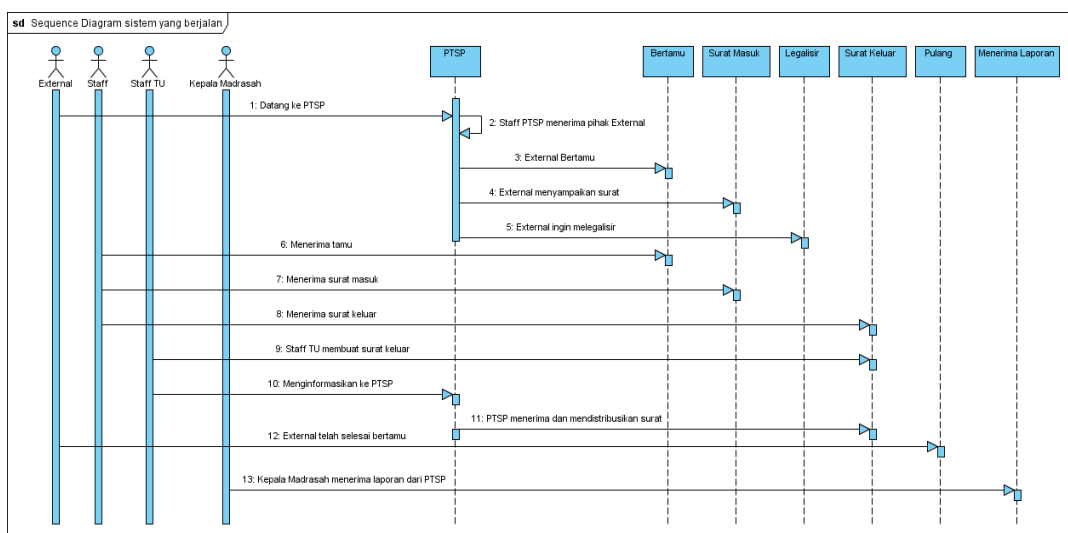 sd Sequence Diagram sistem yang berjalan
External
Staff
Staff TU
Kepala Madrasah
PTSP
Bertamu
Surat Masuk
Legalisir
Surat Keluar
Pulang
Menerima Laporan
1: Datang ke PTSP
2: Staff PTSP menerima pihak External
3: External Bertamu
4: External menyampaikan surat
5: External ingin melegalisir
6: Menerima tamu
7: Menerima surat masuk
8: Menerima surat keluar
9: Staff TU membuat surat keluar
10: Menginformasikan ke PTSP
11: PTSP menerima dan mendistribusikan surat
12: External telah selesai bertamu
13: Kepala Madrasah menerima laporan dari PTSP